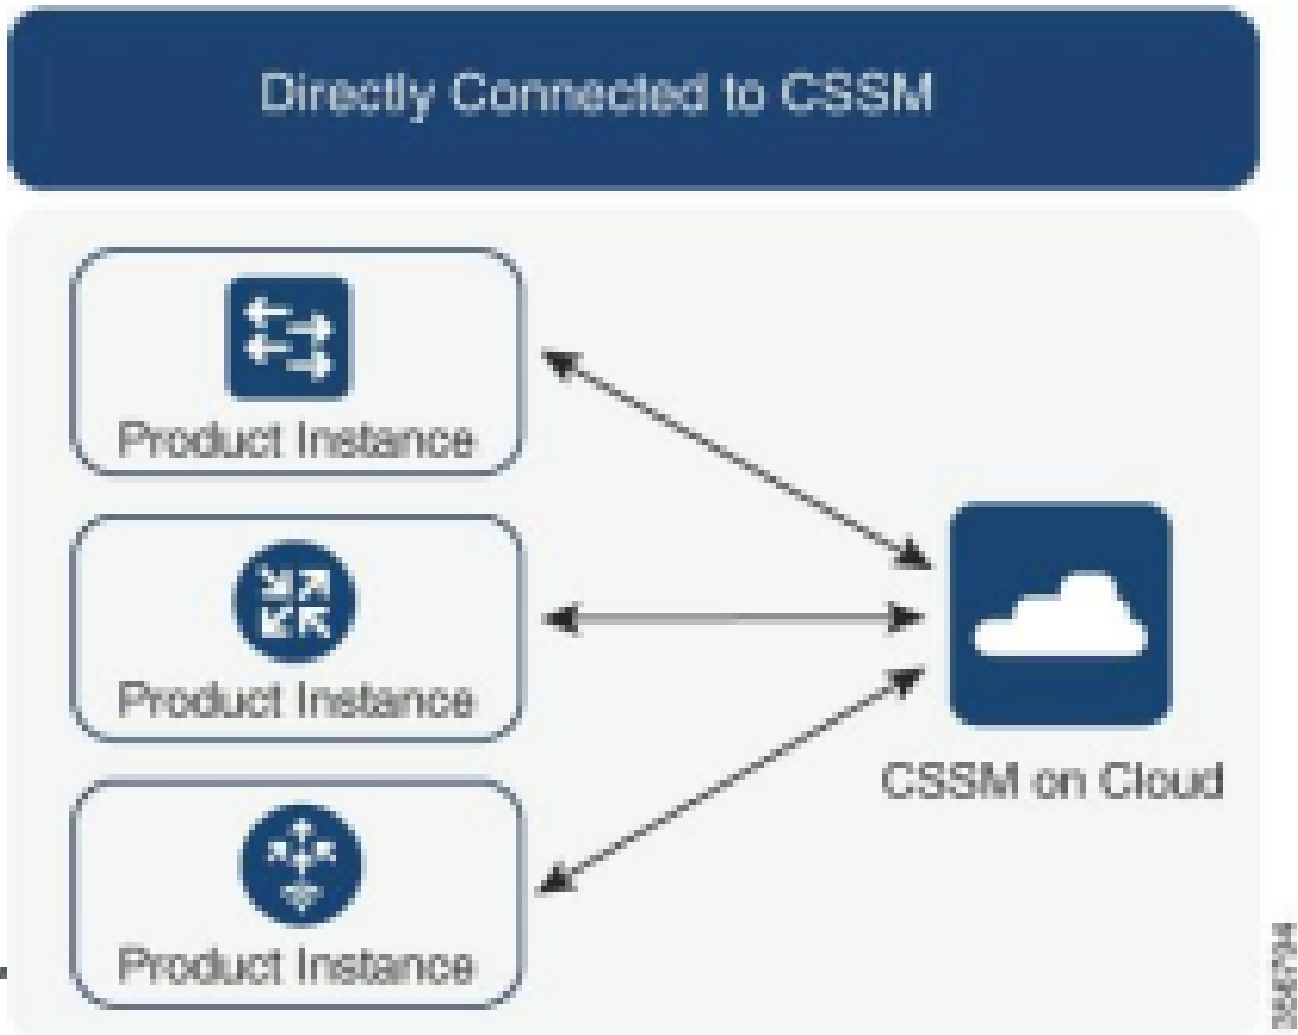 Directly Connected to CSSM
Product Instance
Product Instance
Product Instance
CSSM on Cloud